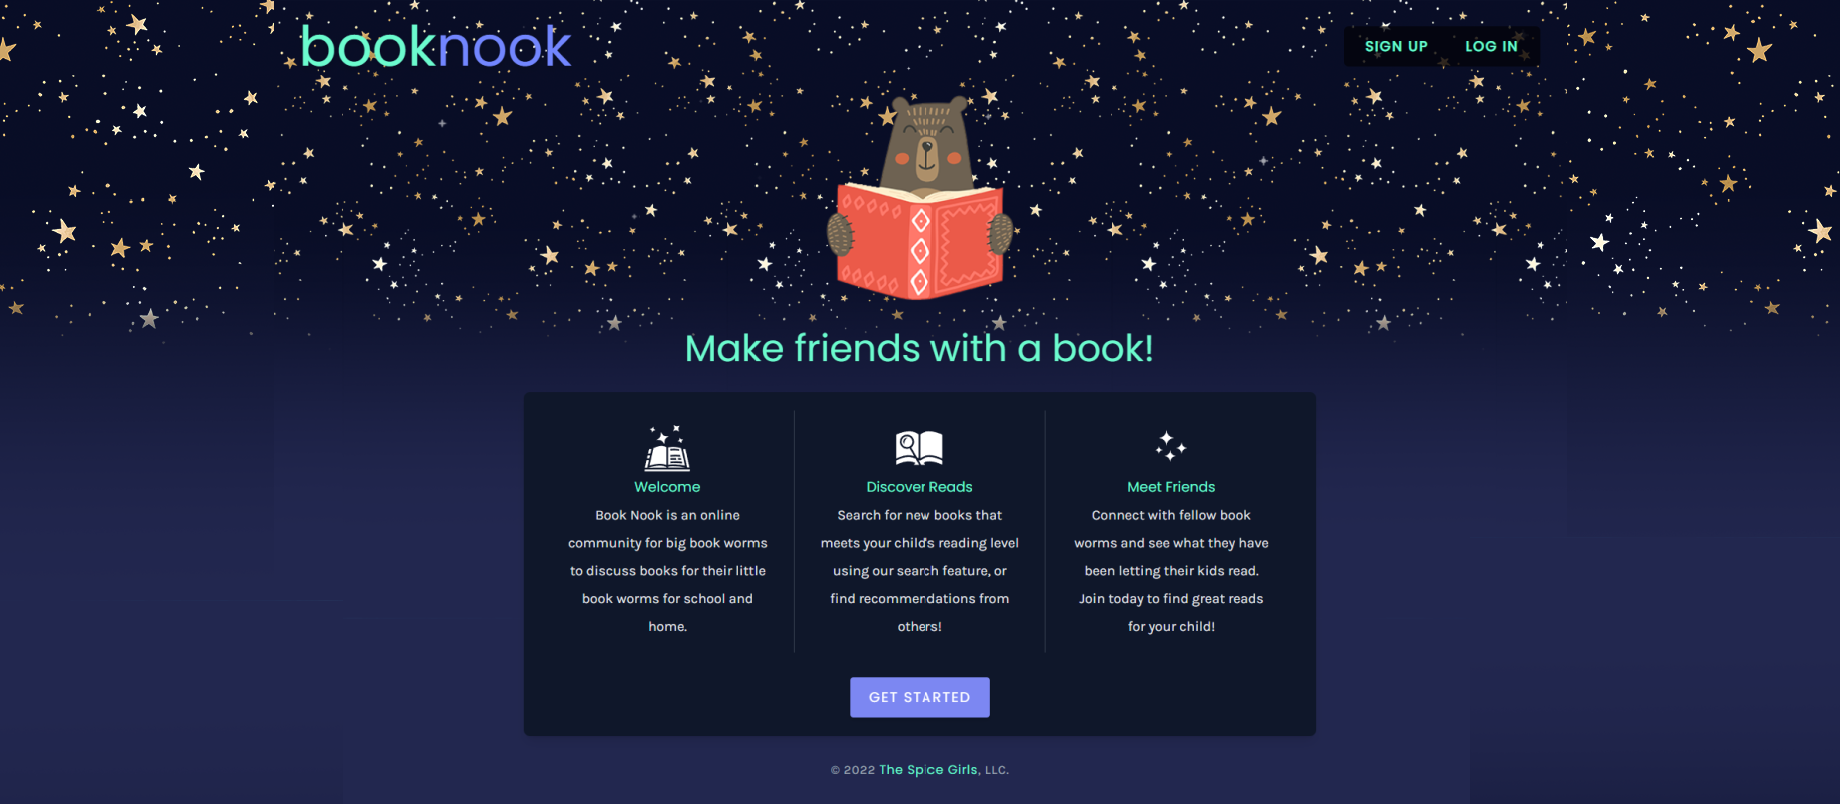 booknook
SIGN UP LOG IN
Make friends with a book!
Welcome
Book Nook is an online
community for big book worms
to discuss books for their little
book worms for school and
home.
Discover Reads
Search for new books that
meets your child's reading level
using our search feature, or
find recommendations from
others!
Meet Friends
Connect with fellow book
worms and see what they have
been letting their kids read.
Join today to find great reads
for your child!
GET STARTED
© 2022 The Spice Girls, LLC.